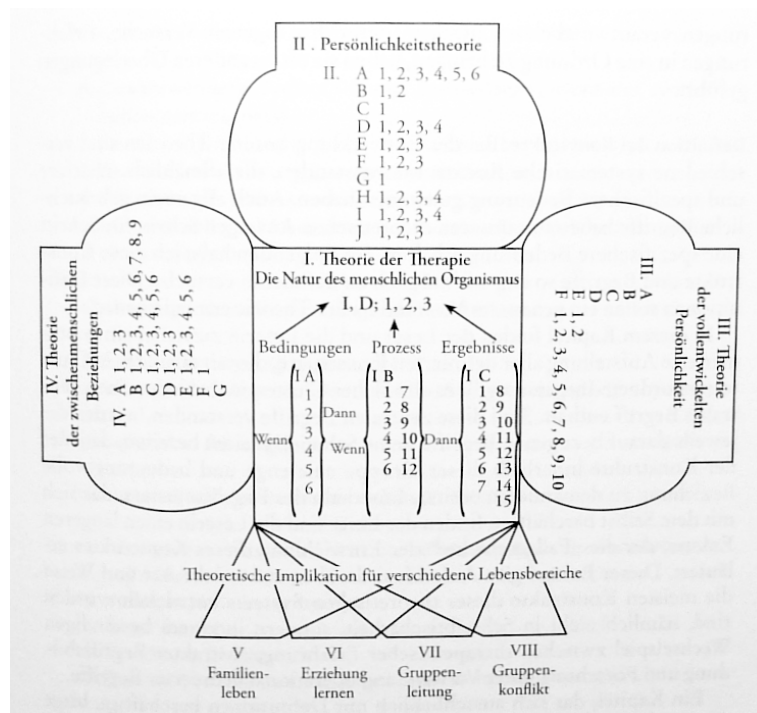 II . Persönlichkeitstheorie
II. A 1, 2, 3, 4, 5, 6
B 1, 2
C 1
D 1, 2, 3, 4
E 1, 2, 3
F 1, 2, 3
G 1
H 1, 2, 3, 4
I 1, 2, 3, 4
J 1, 2, 3
IV. Theorie
der zwischenmenschlichen
Beziehungen
IV. A 1, 2, 3
B 1, 2, 3, 4, 5, 6, 7, 8, 9
C 1, 2, 3, 4, 5, 6
D 1, 2, 3
E 1, 2, 3, 4, 5, 6
F 1
G
I. Theorie der Therapie
Die Natur des menschlichen Organismus
I, D; 1, 2, 3
Bedingungen Prozess Ergebnisse
Wenn
I A
1
2
3
4
5
6
Dann
Wenn
I B
1 7
2 8
3 9
4 10
5 11
6 12
Dann
I C
1 8
2 9
3 10
4 11
5 12
6 13
7 14
15
III. Theorie
der vollentwickelten
Persönlichkeit
III. A
B
C
D
E 1, 2
F 1, 2, 3, 4, 5, 6, 7, 8, 9, 10
Theoretische Implikation für verschiedene Lebensbereiche
V
Familien-
leben
VI
Erziehung
lernen
VII
Gruppen-
leitung
VIII
Gruppen-
konflikt